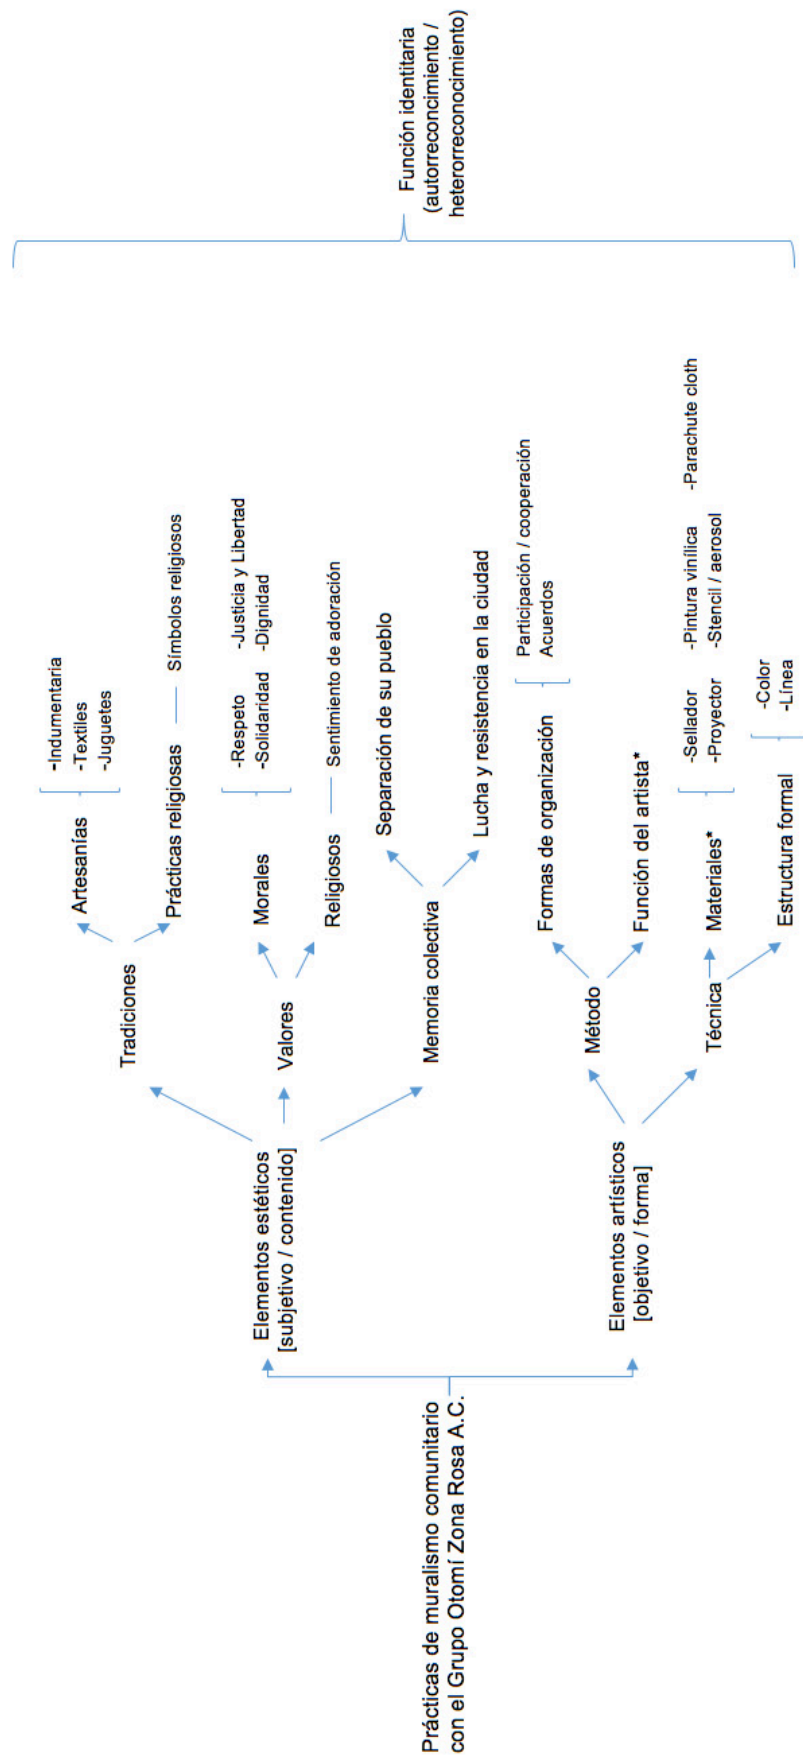 Prácticas de muralismo comunitario
con el Grupo Otomí Zona Rosa A.C.
Elementos estéticos
[subjetivo / contenido]
Tradiciones
Artesanías
-Indumentaria
-Textiles
-Juguetes
Prácticas religiosas
Símbolos religiosos
Valores
Morales
-Respeto
-Solidaridad
-Justicia y Libertad
-Dignidad
Religiosos
Sentimiento de adoración
Memoria colectiva
Separación de su pueblo
Lucha y resistencia en la ciudad
Elementos artísticos
[objetivo / forma]
Método
Formas de organización
Participación / cooperación
Acuerdos
Función del artista*
Técnica
Materiales*
-Sellador
-Proyector
-Pintura vinílica
-Stencil / aerosol
-Parachute cloth
Estructura formal
-Color
-Línea
Función identitaria
(autorreconcimiento /
heterorreconocimiento)